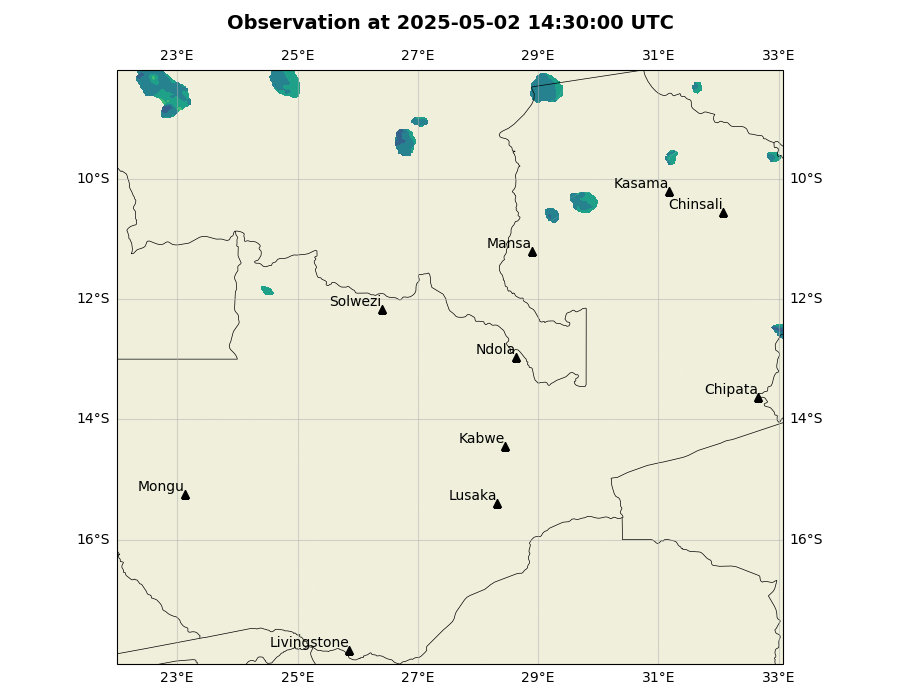 Observation at 2025-05-02 14:30:00 UTC
23°E 25°E 27°E 29°E 31°E 33°E
10°S 10°S
Kasama
Chinsali
Mansa
12°S 12°S
Solwezi
Ndola
Chipata
14°S 14°S
Kabwe
Mongu
Lusaka
16°S 16°S
Livingstone
23°E 25°E 27°E 29°E 31°E 33°E